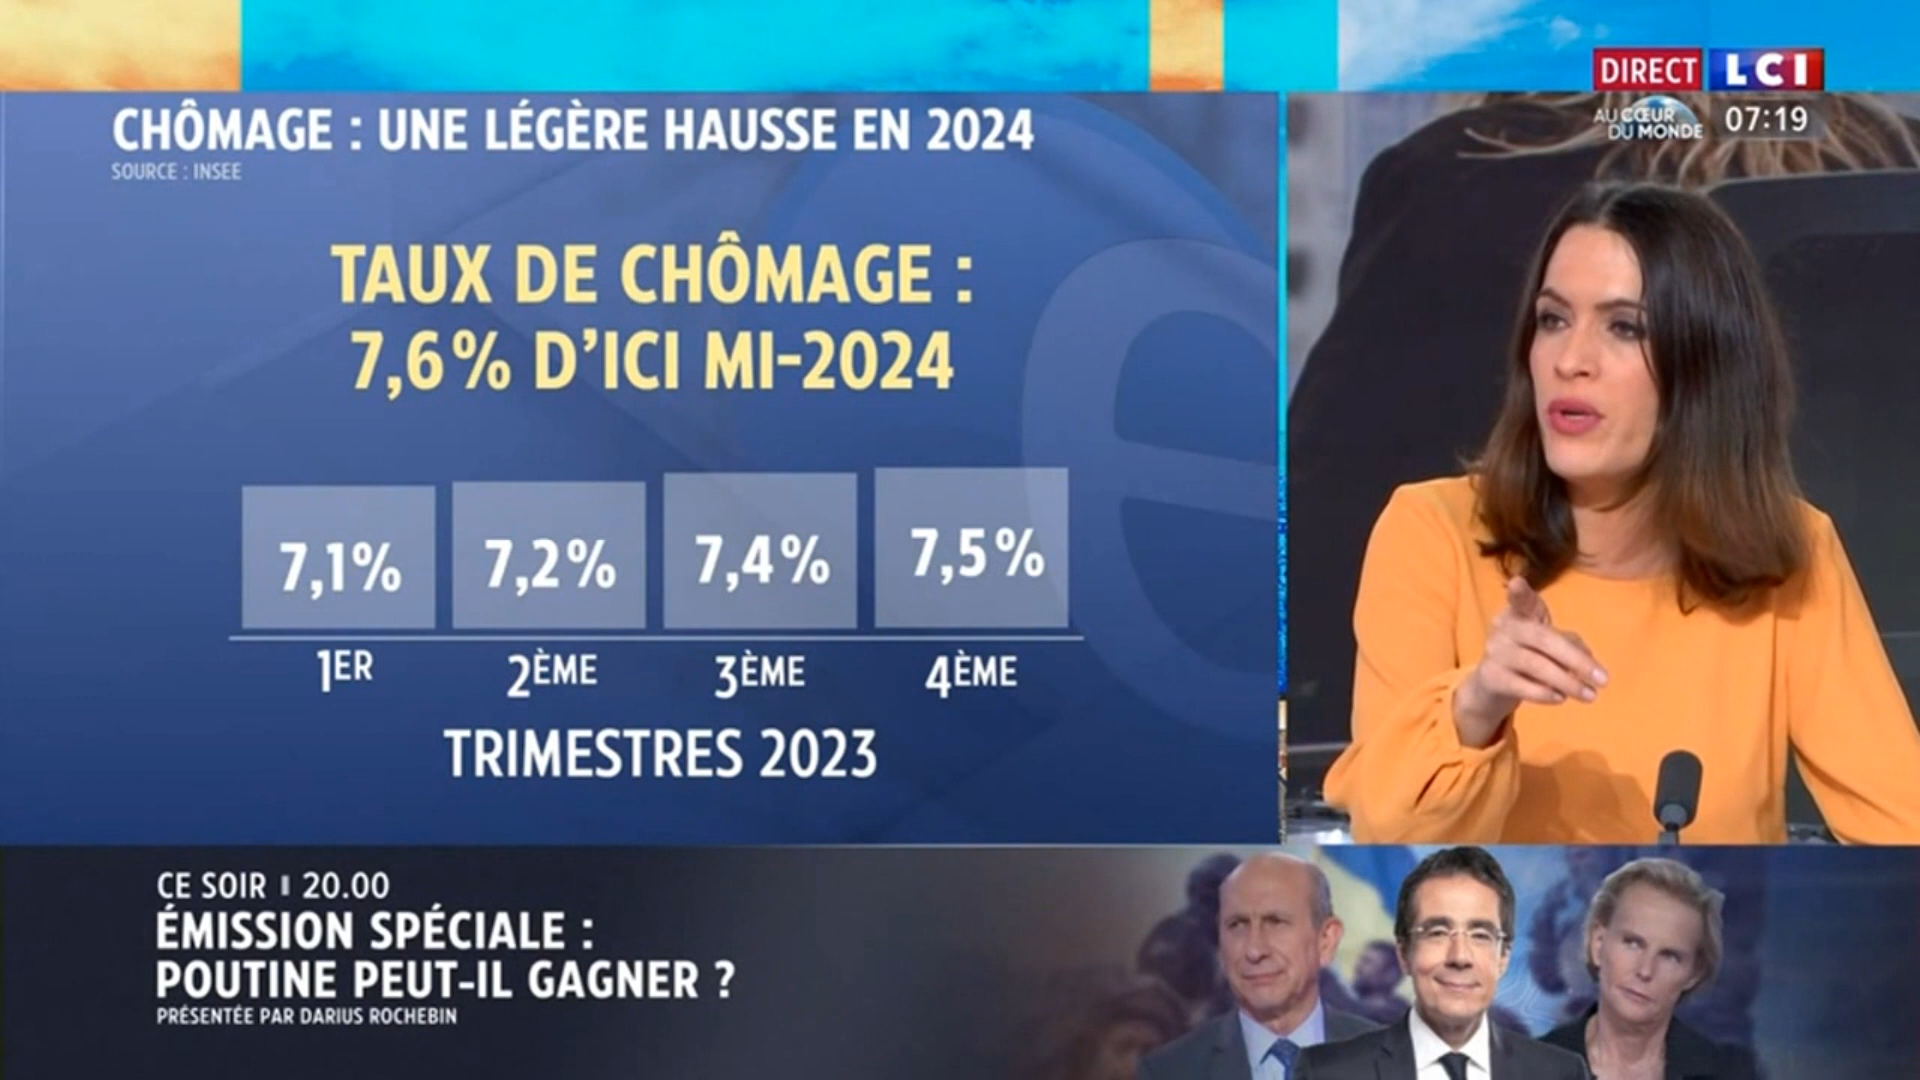 DIRECT LCI
AU CŒUR
DU MONDE
07:19
CHÔMAGE : UNE LÉGÈRE HAUSSE EN 2024
SOURCE : INSEE
TAUX DE CHÔMAGE :
7,6% D'ICI MI-2024
7,1% 7,2% 7,4% 7,5%
1ER 2ÈME 3ÈME 4ÈME
TRIMESTRES 2023
CE SOIR 20.00
ÉMISSION SPÉCIALE :
POUTINE PEUT-IL GAGNER ?
PRÉSENTÉE PAR DARIUS ROCHEBIN